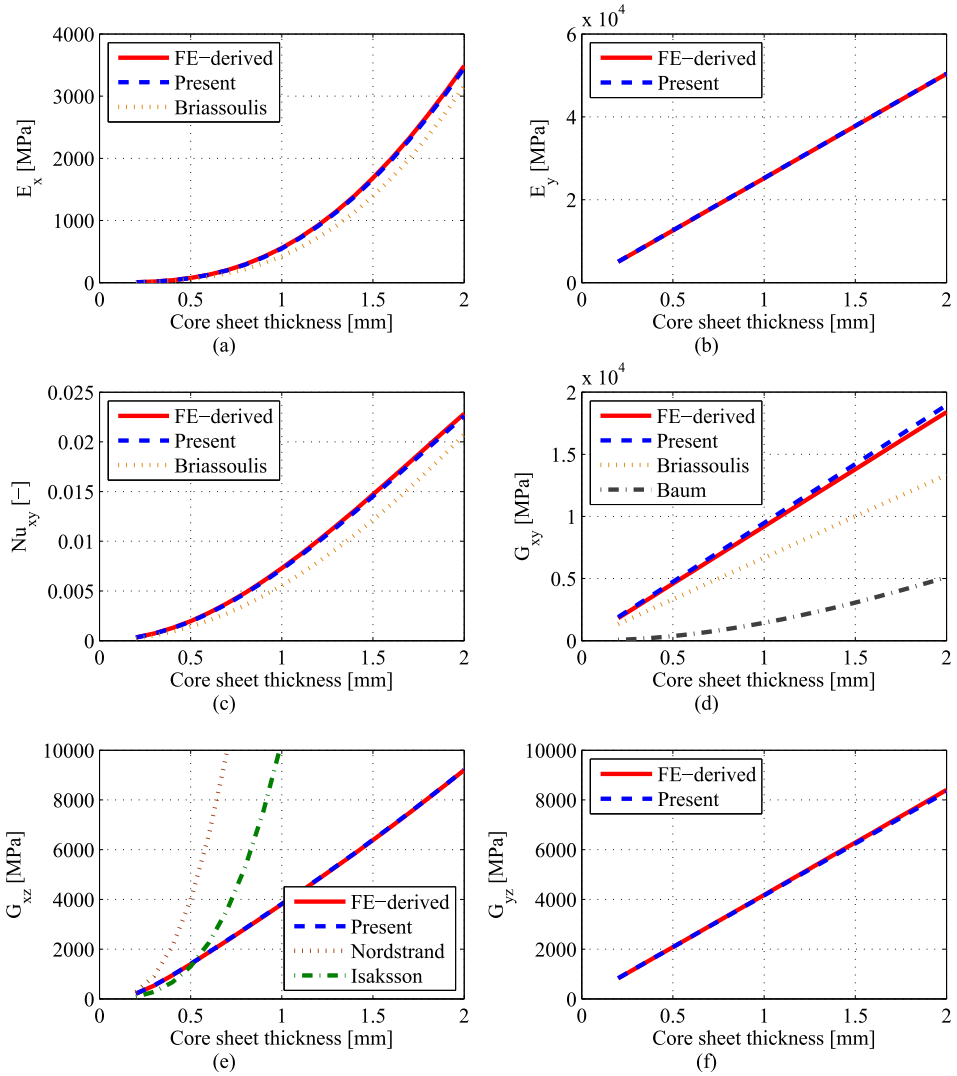 4000
3000
2000
1000
0
E_x [MPa]
FE−derived
Present
Briassoulis
0 0.5 1 1.5 2
Core sheet thickness [mm]
(a)
x 10^4
6
4
2
0
E_y [MPa]
FE−derived
Present
0 0.5 1 1.5 2
Core sheet thickness [mm]
(b)
0.025
0.02
0.015
0.01
0.005
0
Nu_xy [−]
FE−derived
Present
Briassoulis
0 0.5 1 1.5 2
Core sheet thickness [mm]
(c)
x 10^4
2
1.5
1
0.5
0
G_xy [MPa]
FE−derived
Present
Briassoulis
Baum
0 0.5 1 1.5 2
Core sheet thickness [mm]
(d)
10000
8000
6000
4000
2000
0
G_xz [MPa]
FE−derived
Present
Nordstrand
Isaksson
0 0.5 1 1.5 2
Core sheet thickness [mm]
(e)
10000
8000
6000
4000
2000
0
G_yz [MPa]
FE−derived
Present
0 0.5 1 1.5 2
Core sheet thickness [mm]
(f)